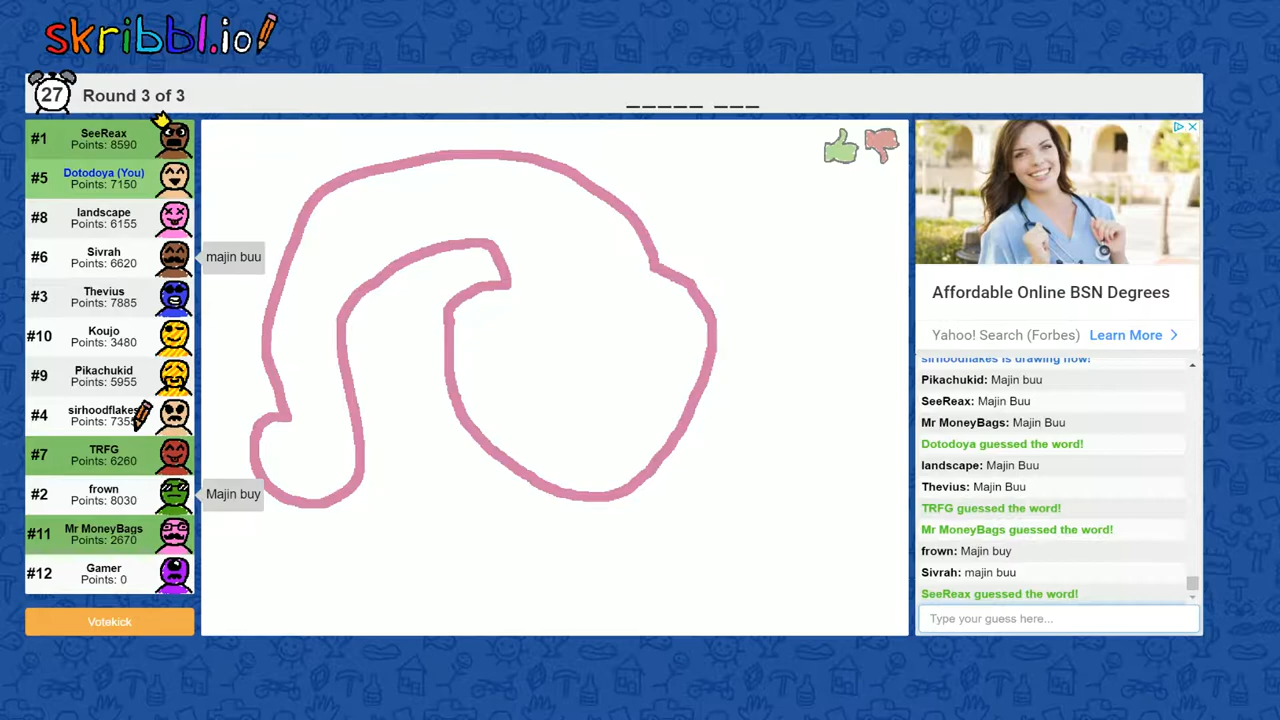 skribbl.io!
27
Round 3 of 3
_____ ___
#1
SeeReax
Points: 8590
#5
Dotodoya (You)
Points: 7150
#8
landscape
Points: 6155
#6
Sivrah
Points: 6620
majin buu
#3
Thevius
Points: 7885
#10
Koujo
Points: 3480
#9
Pikachukid
Points: 5955
#4
sirhoodflakes
Points: 7355
#7
TRFG
Points: 6260
#2
frown
Points: 8030
Majin buy
#11
Mr MoneyBags
Points: 2670
#12
Gamer
Points: 0
Votekick
Affordable Online BSN Degrees
Yahoo! Search (Forbes)
Learn More
sirhoodflakes is drawing now!
Pikachukid: Majin buu
SeeReax: Majin Buu
Mr MoneyBags: Majin Buu
Dotodoya guessed the word!
landscape: Majin Buu
Thevius: Majin Buu
TRFG guessed the word!
Mr MoneyBags guessed the word!
frown: Majin buy
Sivrah: majin buu
SeeReax guessed the word!
Type your guess here...